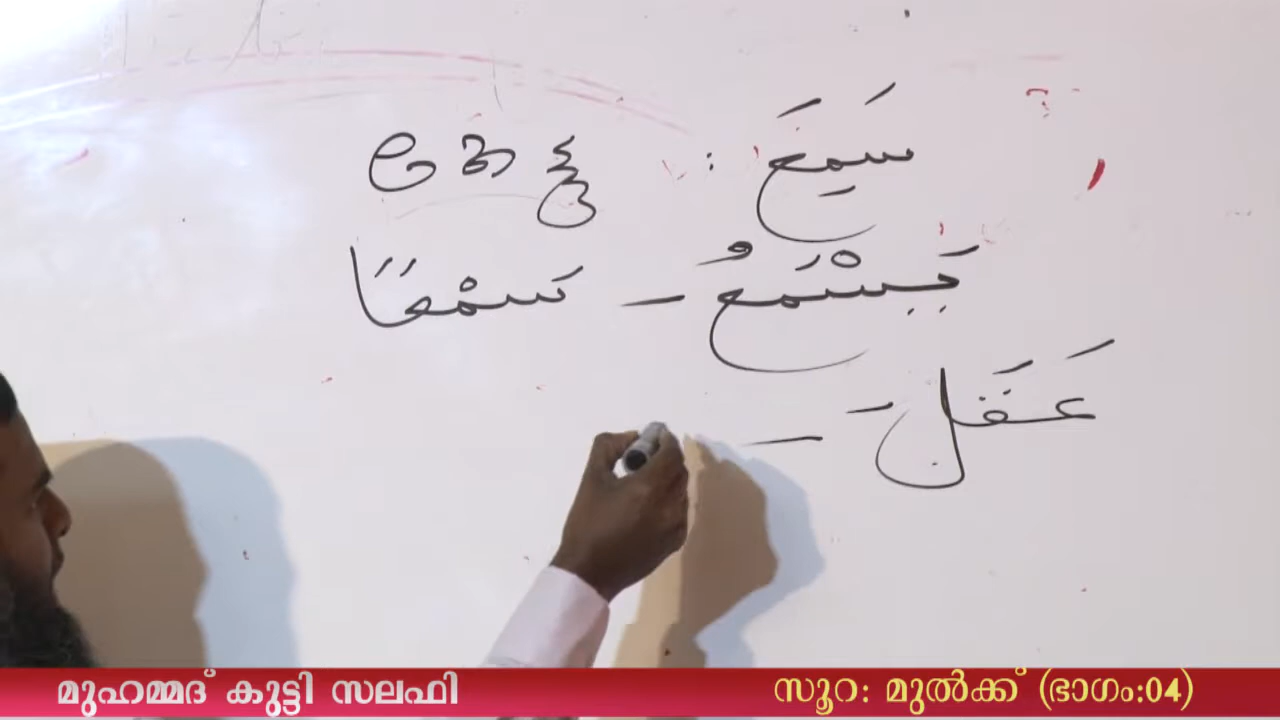 سَمِعَ : കേട്ടു
يَسْمَعُ – سَمْعًا
عَقَلَ –
മുഹമ്മദ് കുട്ടി സലഫി
സൂറ: മുൽക്ക് (ഭാഗം:04)